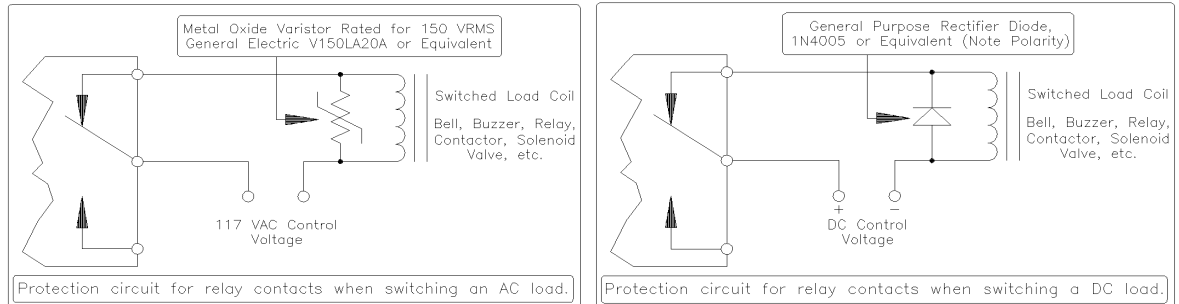 Metal Oxide Varistor Rated for 150 VRMS
General Electric V150LA20A or Equivalent
Switched Load Coil
Bell, Buzzer, Relay,
Contactor, Solenoid
Valve, etc.
117 VAC Control
Voltage
Protection circuit for relay contacts when switching an AC load.
General Purpose Rectifier Diode,
1N4005 or Equivalent (Note Polarity)
Switched Load Coil
Bell, Buzzer, Relay,
Contactor, Solenoid
Valve, etc.
+ −
DC Control
Voltage
Protection circuit for relay contacts when switching a DC load.